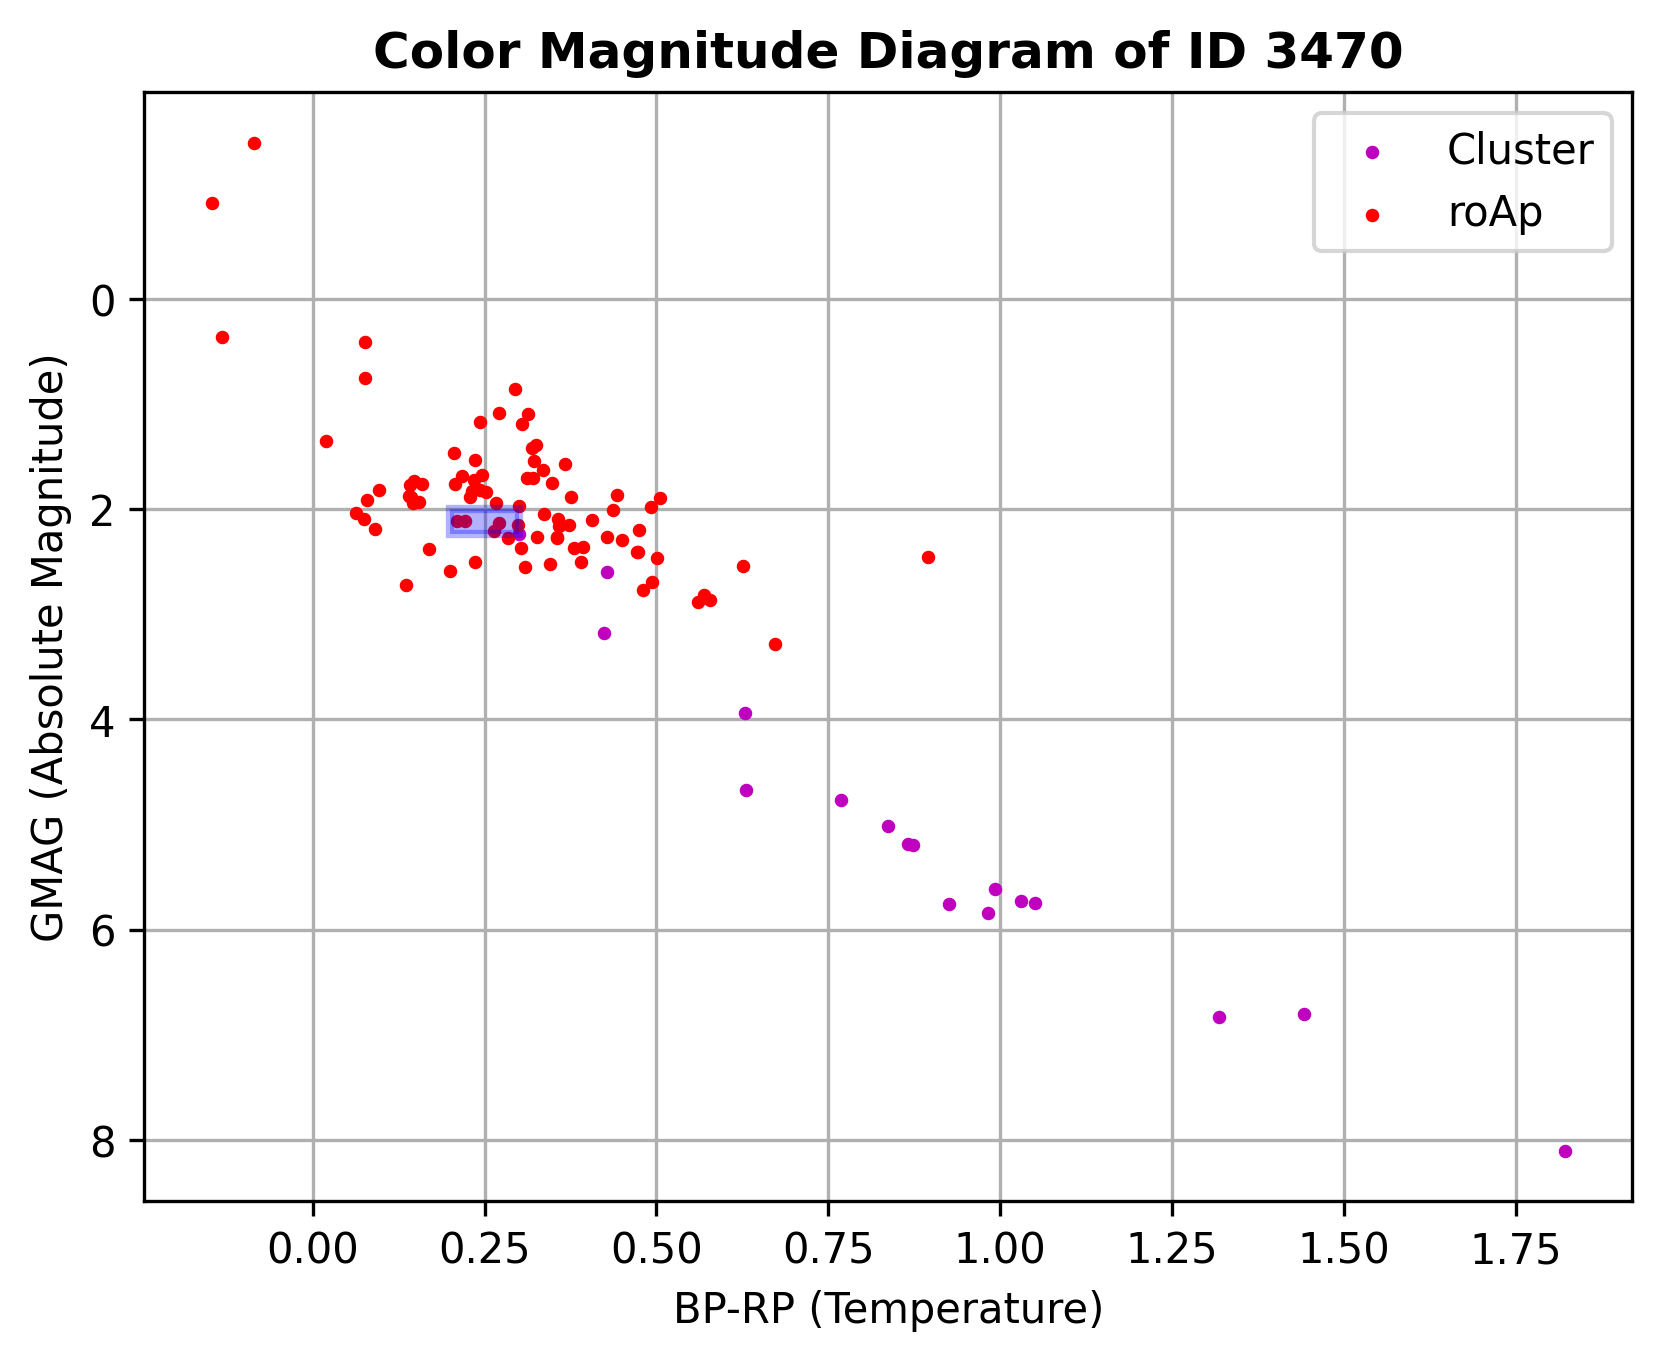 Color Magnitude Diagram of ID 3470
Cluster
roAp
GMAG (Absolute Magnitude)
0
2
4
6
8
0.00 0.25 0.50 0.75 1.00 1.25 1.50 1.75
BP-RP (Temperature)